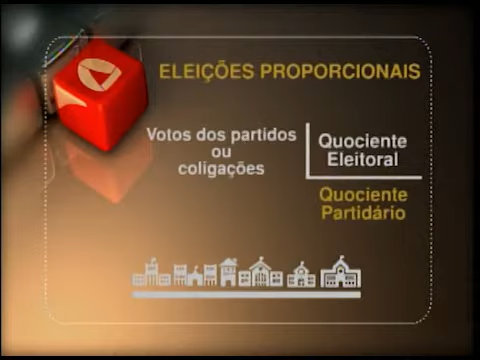 ELEIÇÕES PROPORCIONAIS
Votos dos partidos
ou
coligações
Quociente
Eleitoral
Quociente
Partidário